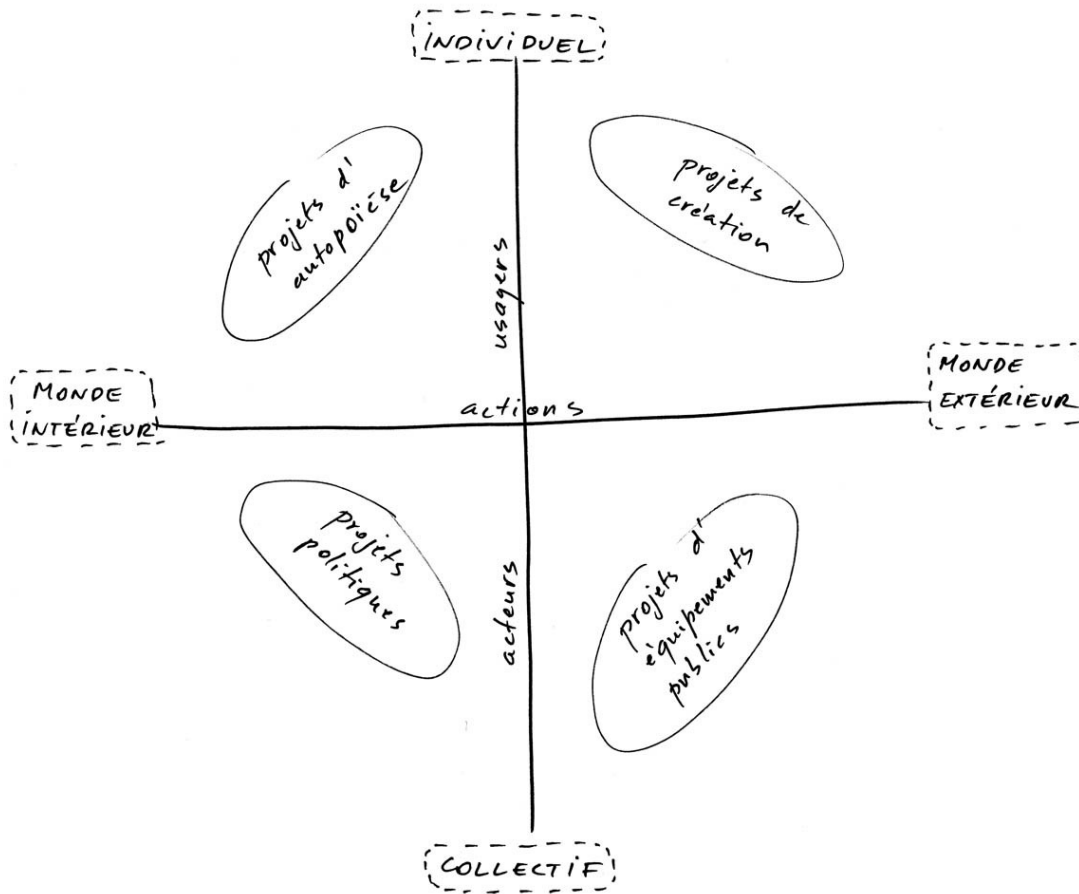 INDIVIDUEL
projets d'
autopoïèse
projets de
création
usagers
MONDE
INTÉRIEUR
actions
MONDE
EXTÉRIEUR
projets
politiques
acteurs
projets d'
équipements
publics
COLLECTIF